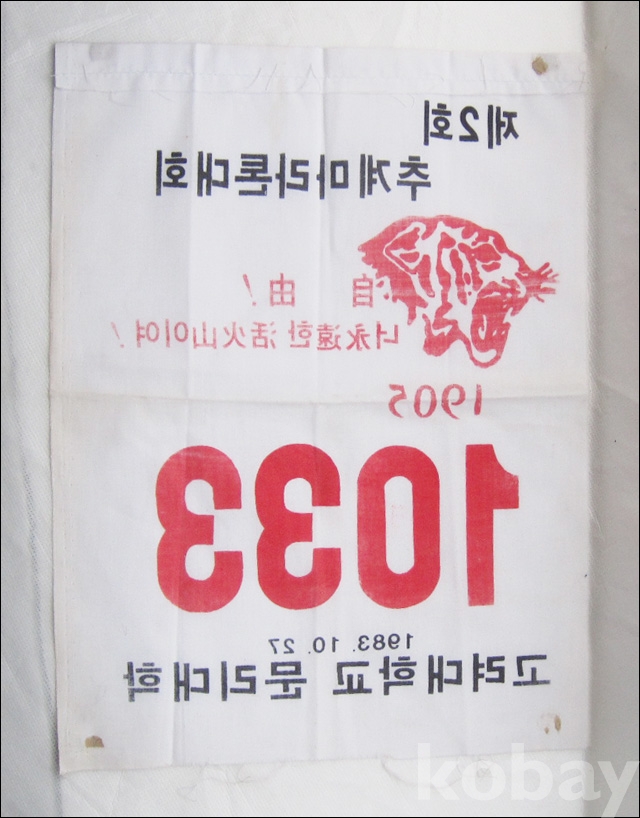 제2회
추계마라톤대회
自 由!
너永遠한 活火山이여!
1905
1033
1983. 10. 27
고려대학교 문리대학
kobay